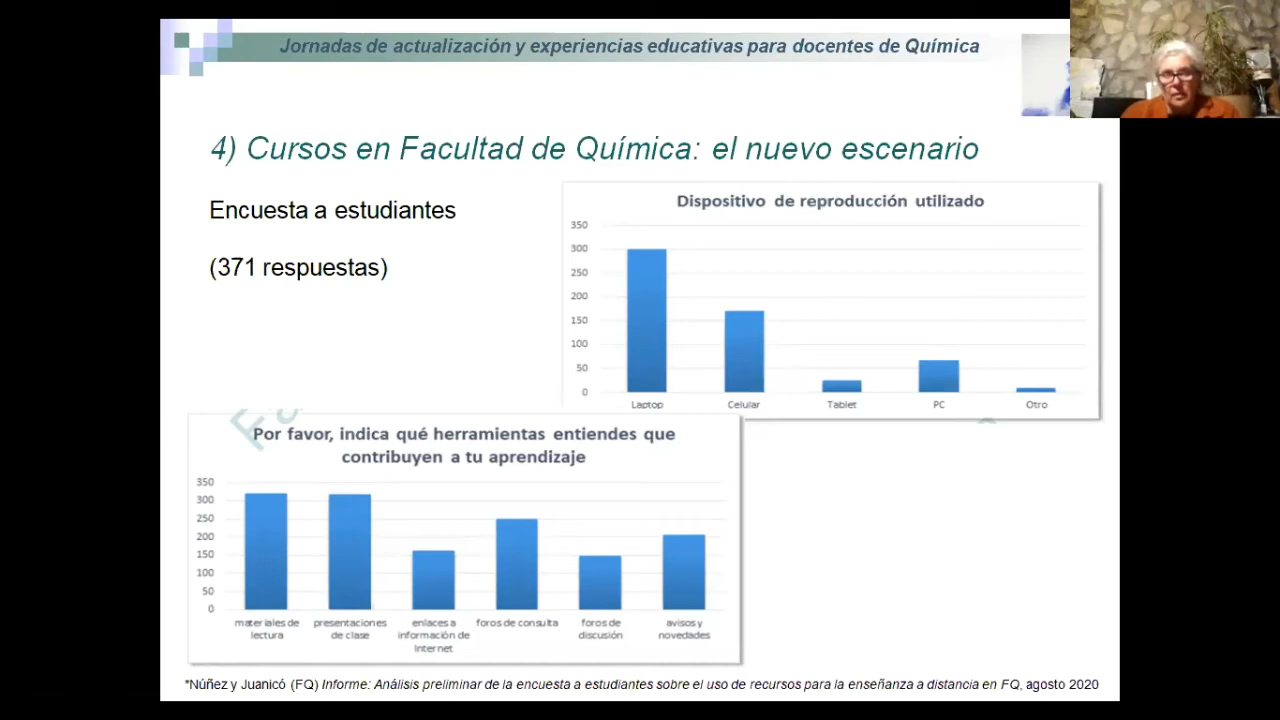 Jornadas de actualización y experiencias educativas para docentes de Química
4) Cursos en Facultad de Química: el nuevo escenario
Encuesta a estudiantes
(371 respuestas)
Dispositivo de reproducción utilizado
350
300
250
200
150
100
50
0
Laptop Celular Tablet PC Otro
Por favor, indica qué herramientas entiendes que
contribuyen a tu aprendizaje
350
300
250
200
150
100
50
0
materiales de lectura
presentaciones de clase
enlaces a información de Internet
foros de consulta
foros de discusión
avisos y novedades
*Núñez y Juanicó (FQ) Informe: Análisis preliminar de la encuesta a estudiantes sobre el uso de recursos para la enseñanza a distancia en FQ, agosto 2020